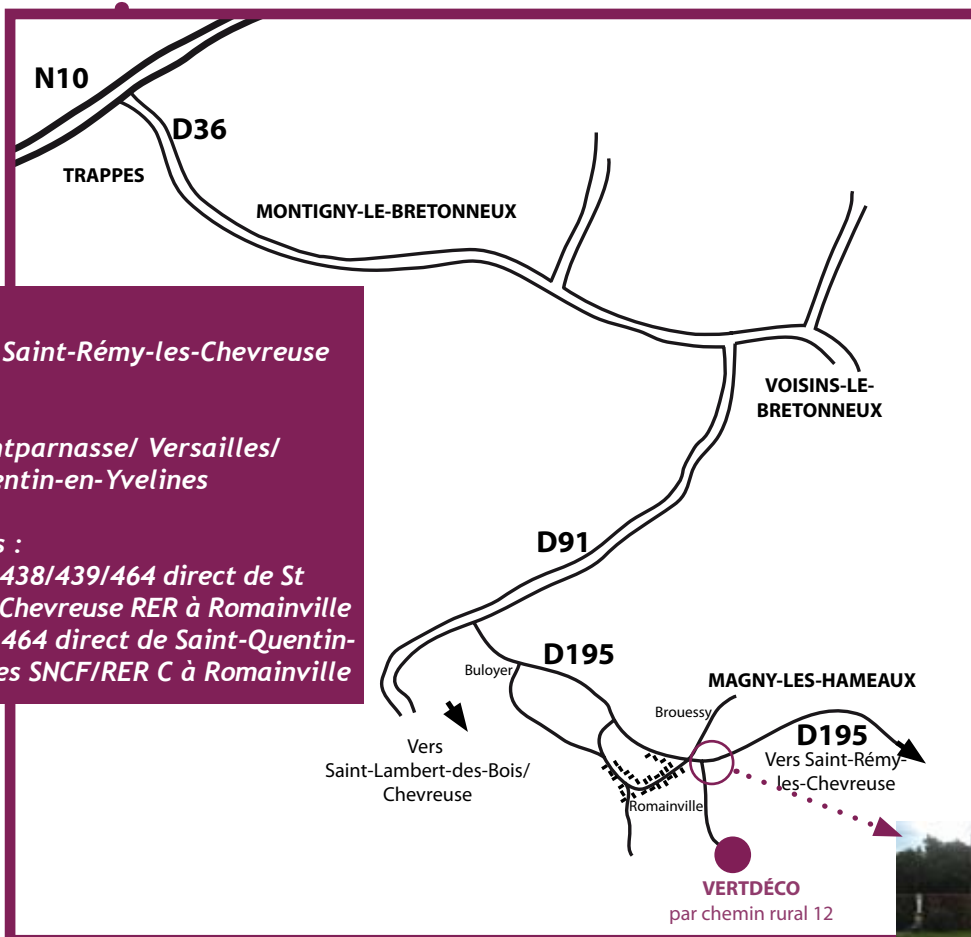 N10
D36
TRAPPES
MONTIGNY-LE-BRETONNEUX
Saint-Rémy-les-Chevreuse
VOISINS-LE-
BRETONNEUX
Versailles/
en-Yvelines
:
438/439/464 direct de St
Chevreuse RER à Romainville
464 direct de Saint-Quentin-
SNCF/RER C à Romainville
D91
Buloyer
D195
MAGNY-LES-HAMEAUX
Brouessy
D195
Vers Saint-Rémy-
les-Chevreuse
Vers
Saint-Lambert-des-Bois/
Chevreuse
Romainville
VERTDÉCO
par chemin rural 12